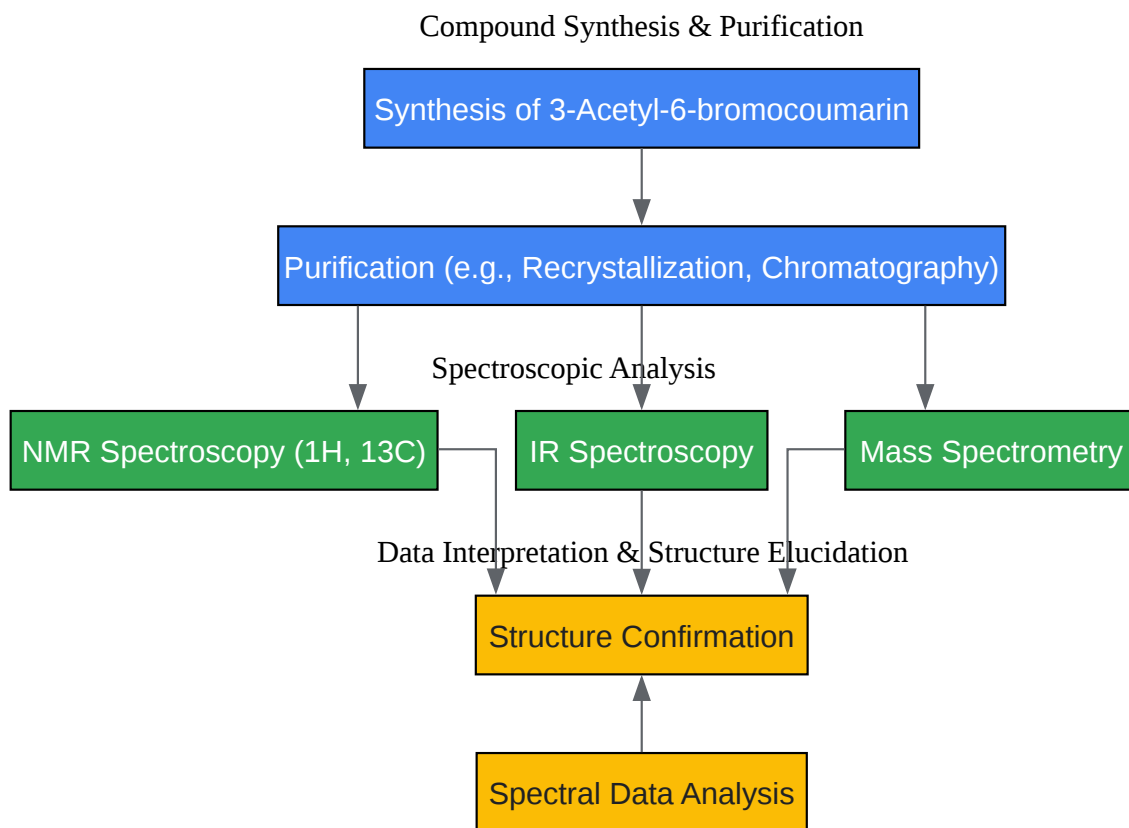 Compound Synthesis & Purification
Synthesis of 3-Acetyl-6-bromocoumarin
Purification (e.g., Recrystallization, Chromatography)
Spectroscopic Analysis
NMR Spectroscopy (1H, 13C)
IR Spectroscopy
Mass Spectrometry
Data Interpretation & Structure Elucidation
Structure Confirmation
Spectral Data Analysis